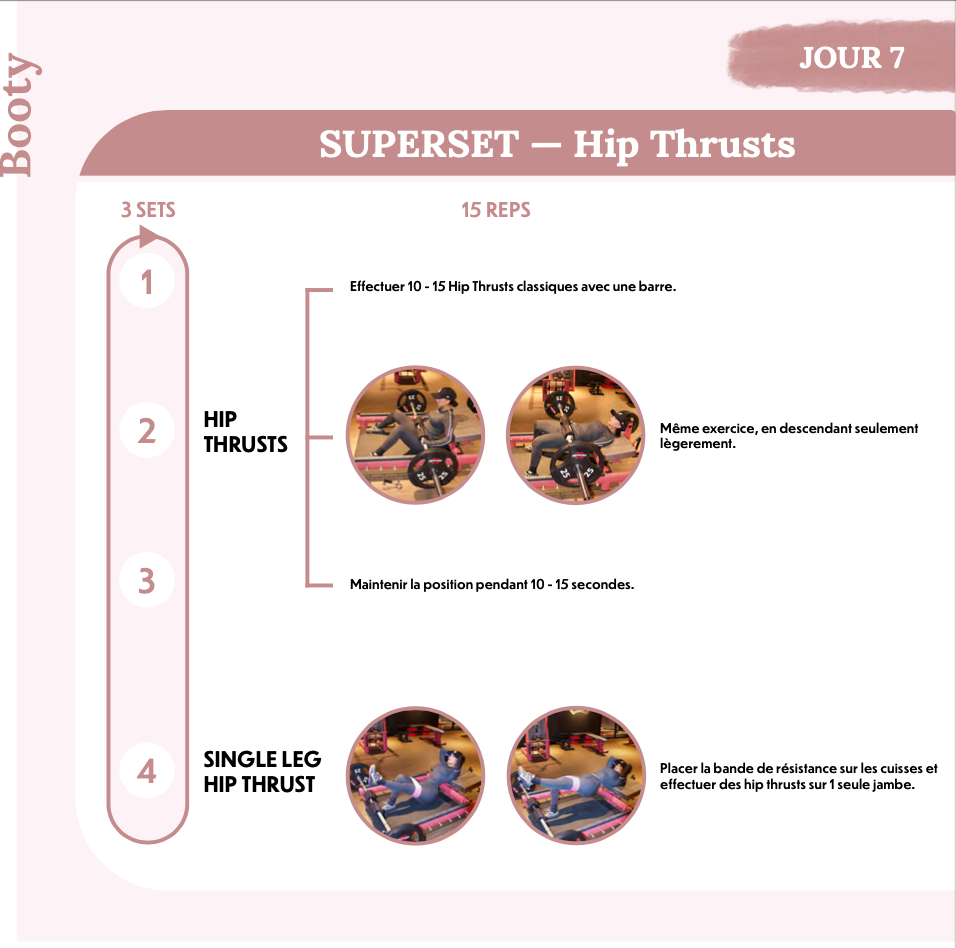 Booty
JOUR 7
SUPERSET — Hip Thrusts
3 SETS
15 REPS
1
Effectuer 10 - 15 Hip Thrusts classiques avec une barre.
2
HIP
THRUSTS
25
25
Même exercice, en descendant seulement
lègerement.
3
Maintenir la position pendant 10 - 15 secondes.
4
SINGLE LEG
HIP THRUST
Placer la bande de résistance sur les cuisses et
effectuer des hip thrusts sur 1 seule jambe.